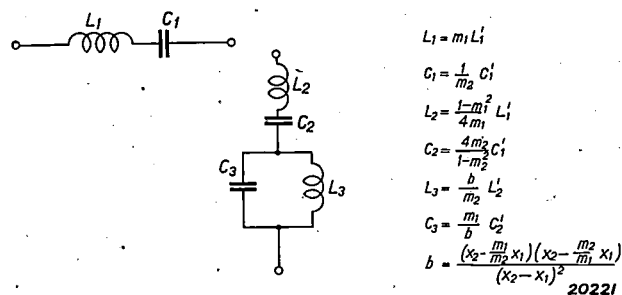 L₁
C₁
L₂
C₂
C₃
L₃
L₁ = m₁ L₁′
C₁ = 1/m₂ C₁′
L₂ = (1-m₁²)/(4m₁) L₁′
C₂ = (4m₂)/(1-m₂²) C₁′
L₃ = b/m₂ L₂′
C₃ = m₁/b C₂′
b = ((x₂ - m₁/m₂ x₁)(x₂ - m₂/m₁ x₁))/((x₂ - x₁)²)
20221